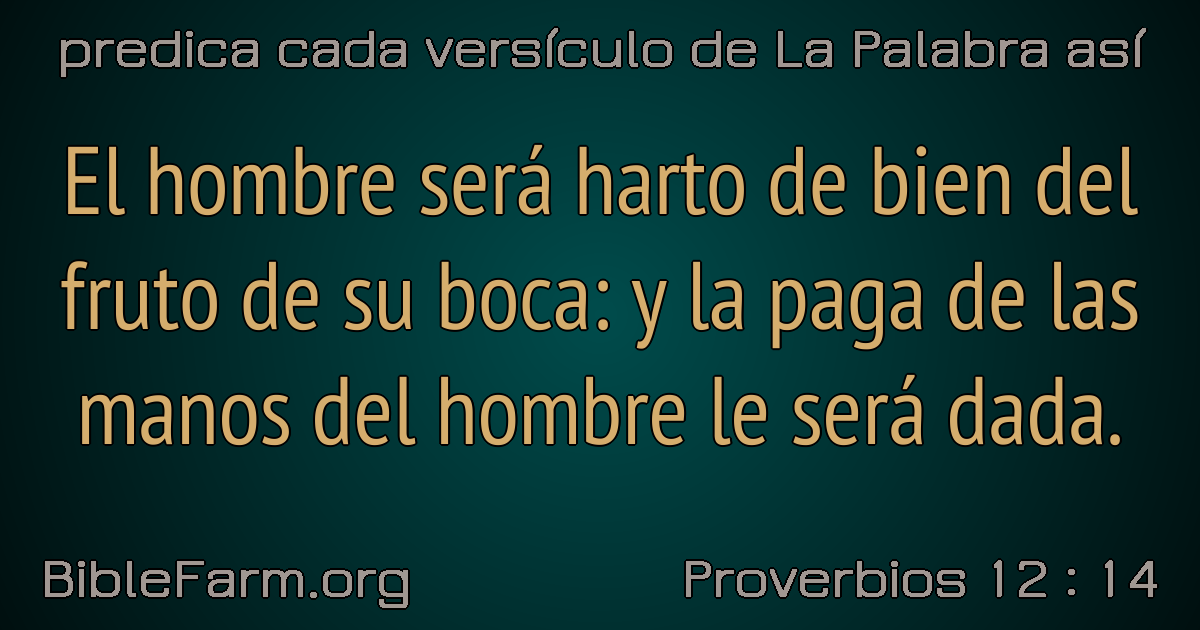 predica cada versículo de La Palabra así
El hombre será harto de bien del
fruto de su boca: y la paga de las
manos del hombre le será dada.
BibleFarm.org
Proverbios 12 : 14